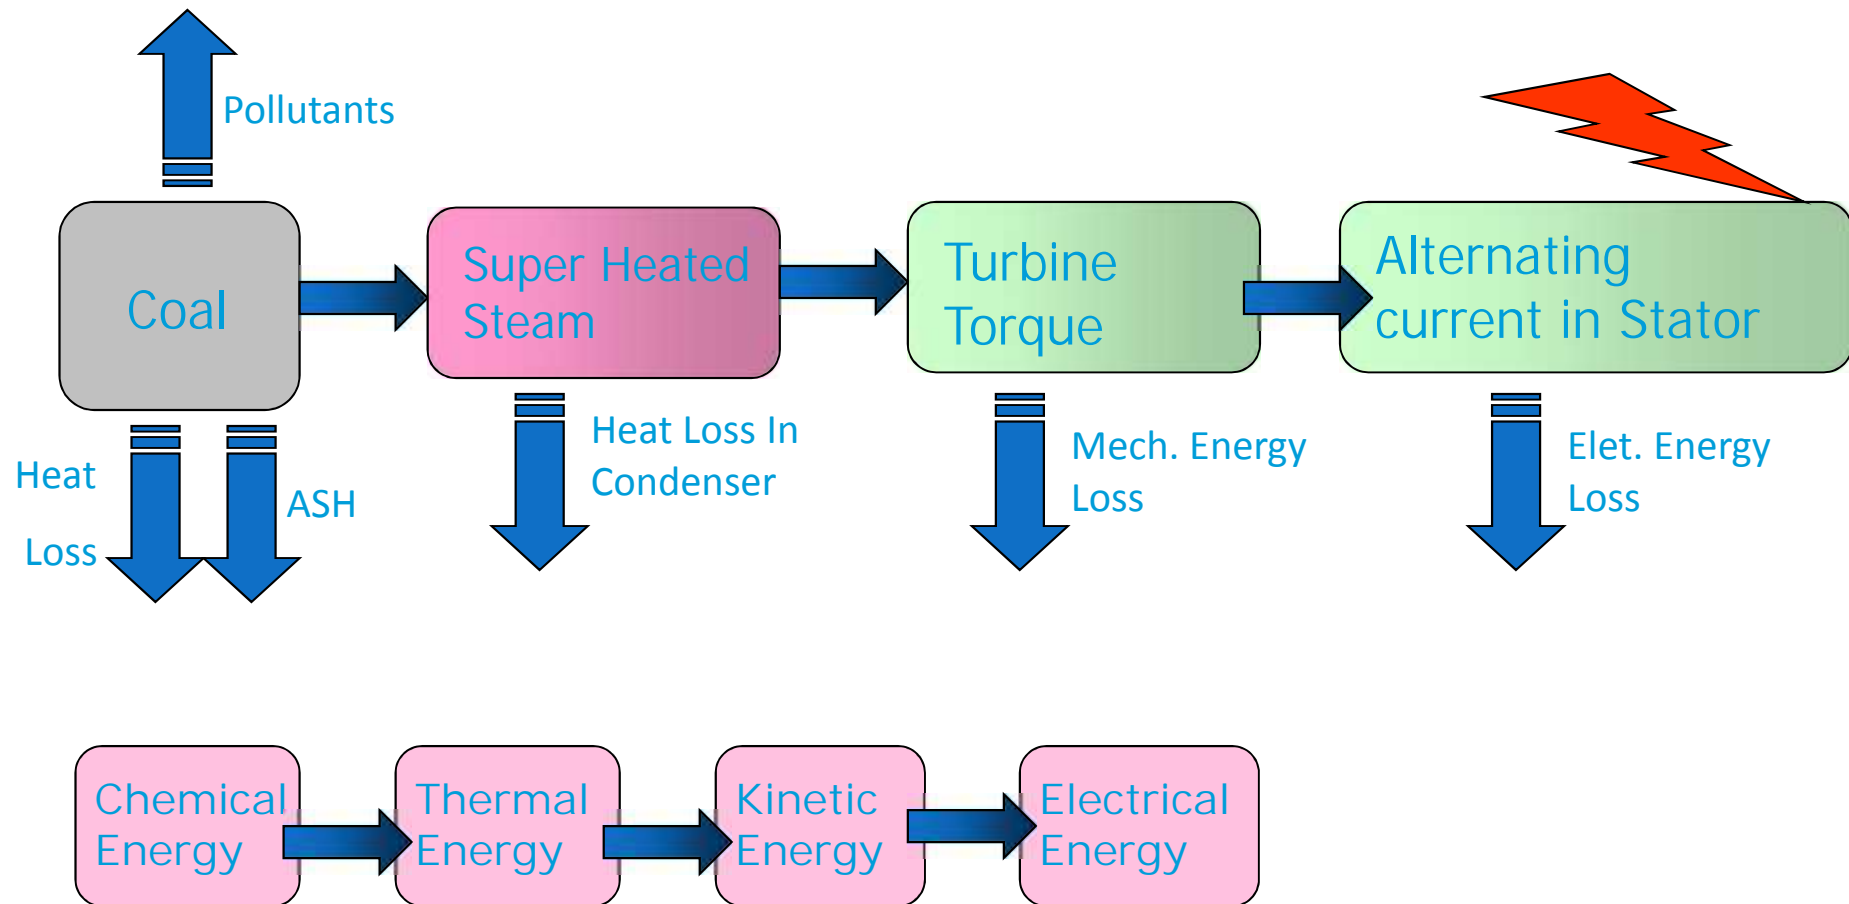 Pollutants
Coal
Super Heated
Steam
Turbine
Torque
Alternating
current in Stator
Heat
Loss
ASH
Heat Loss In
Condenser
Mech. Energy
Loss
Elet. Energy
Loss
Chemical
Energy
Thermal
Energy
Kinetic
Energy
Electrical
Energy